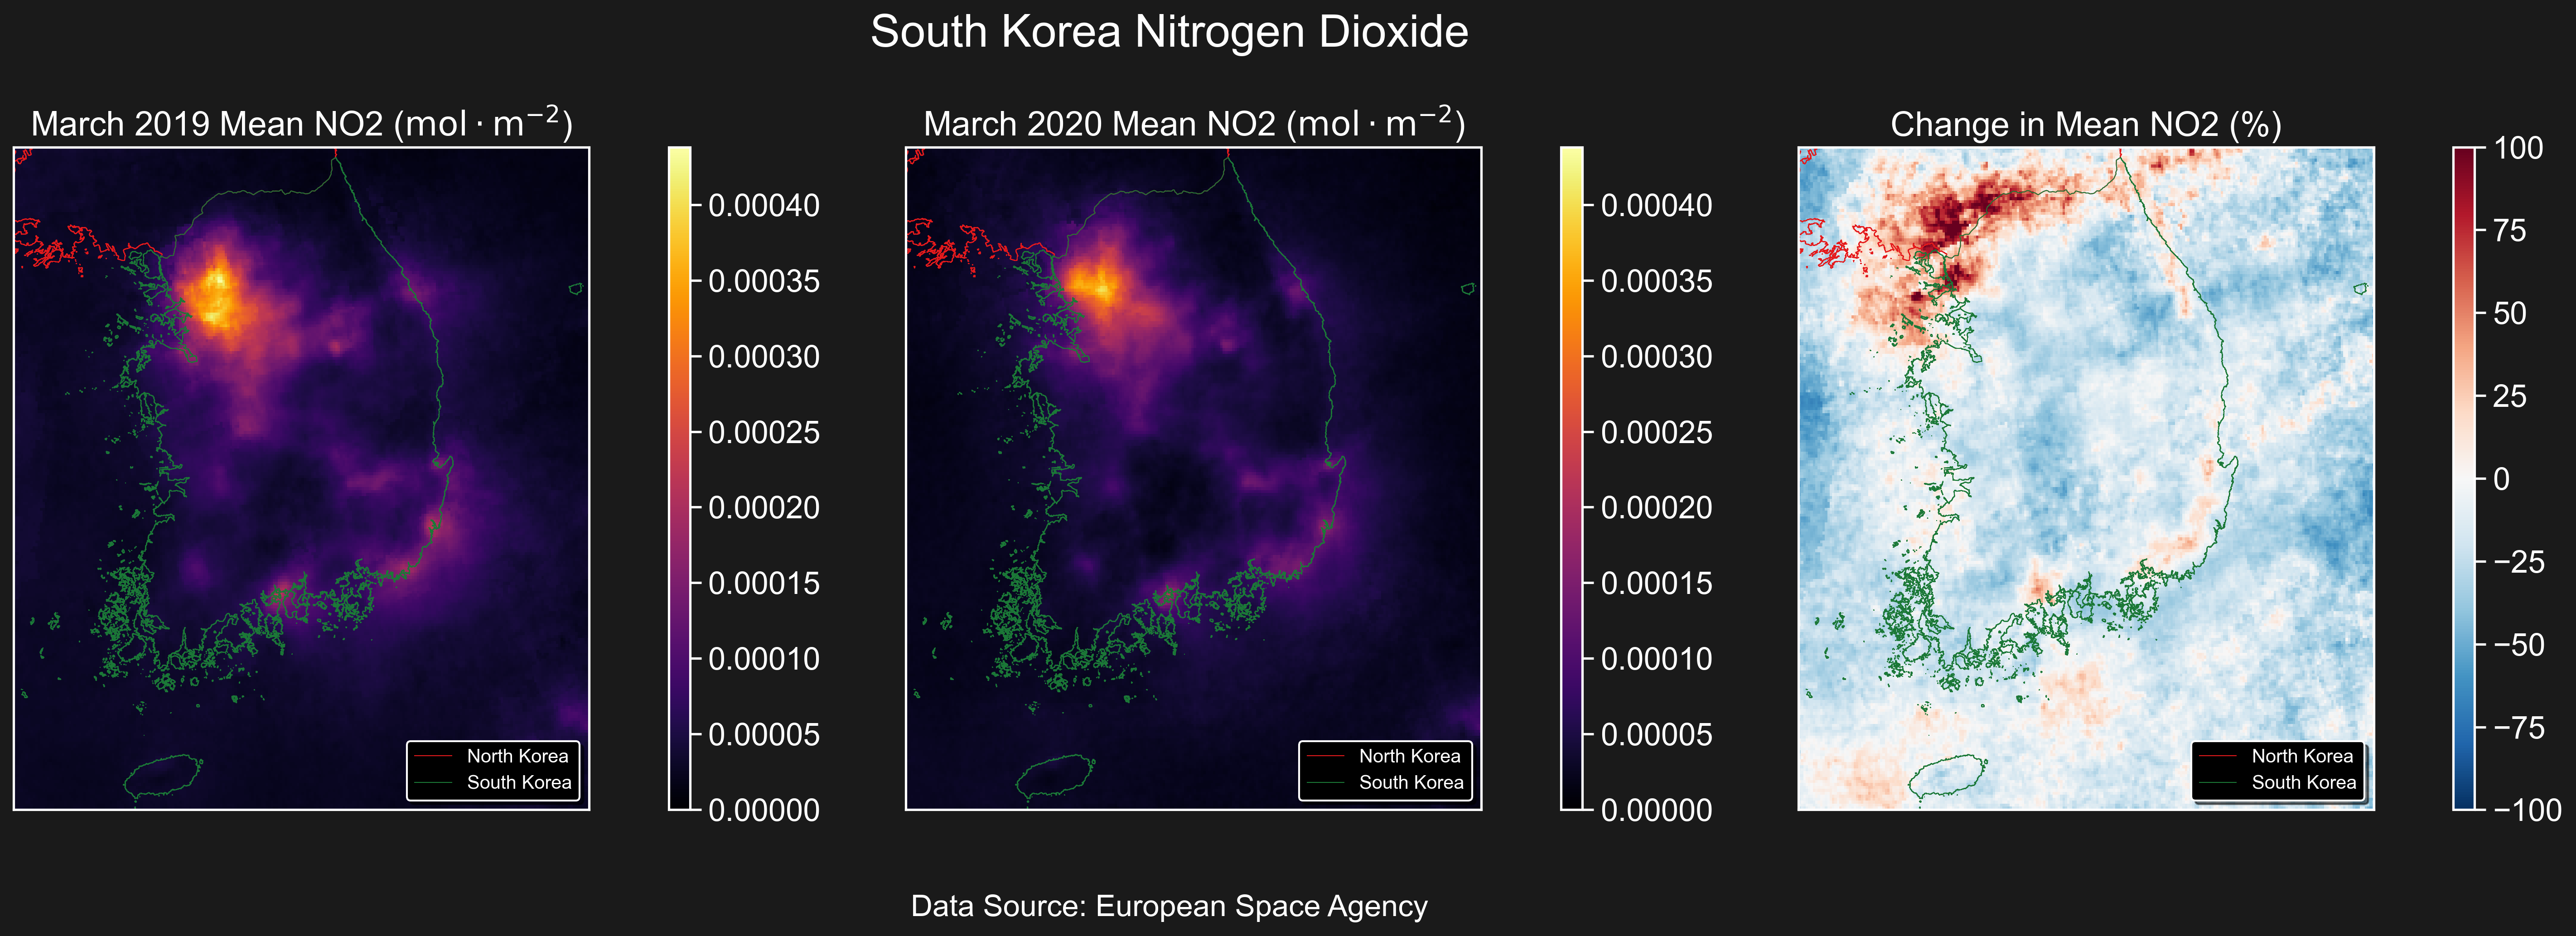 South Korea Nitrogen Dioxide
March 2019 Mean NO2 (mol · m⁻²)
0.00040
0.00035
0.00030
0.00025
0.00020
0.00015
0.00010
0.00005
0.00000
North Korea
South Korea
March 2020 Mean NO2 (mol · m⁻²)
0.00040
0.00035
0.00030
0.00025
0.00020
0.00015
0.00010
0.00005
0.00000
North Korea
South Korea
Change in Mean NO2 (%)
100
75
50
25
0
−25
−50
−75
−100
North Korea
South Korea
Data Source: European Space Agency